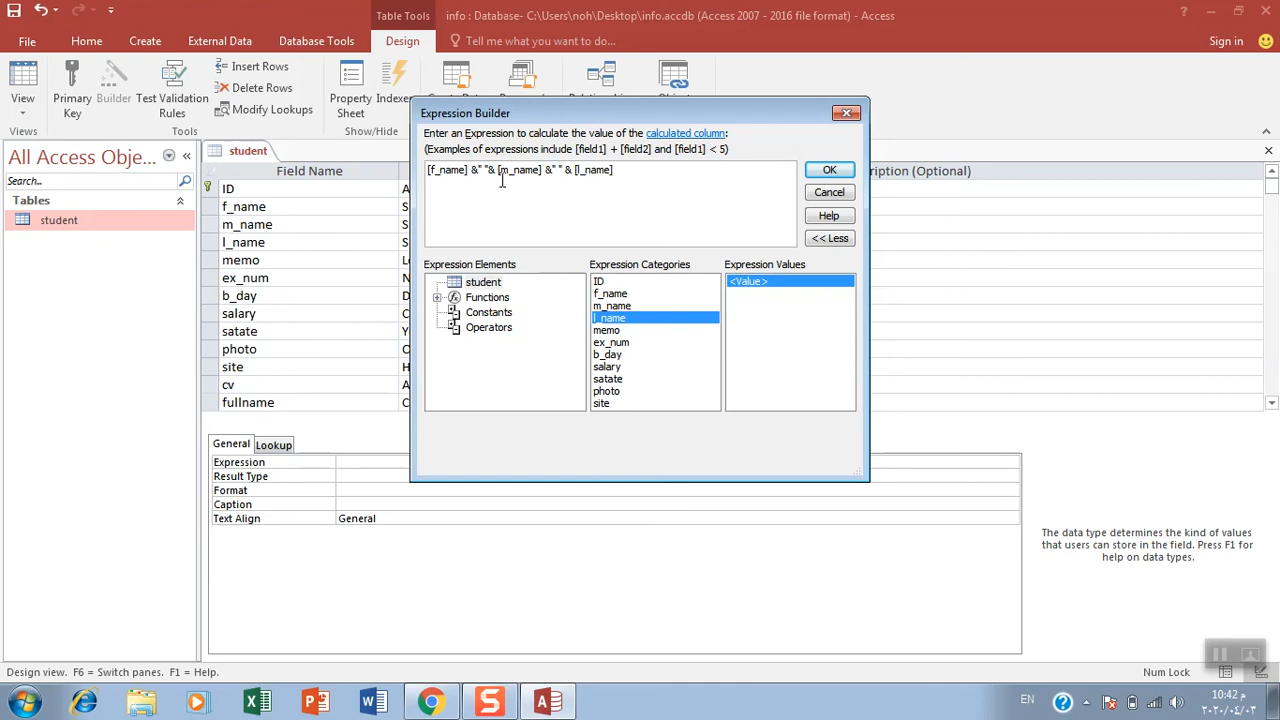 Table Tools
info : Database- C:\Users\noh\Desktop\info.accdb (Access 2007 - 2016 file format) - Access
File
Home
Create
External Data
Database Tools
Design
Tell me what you want to do...
Sign in
View
Primary Key
Builder
Test Validation Rules
Insert Rows
Delete Rows
Modify Lookups
Property Sheet
Indexes
Views
Tools
Show/Hide
All Access Obje...
Search...
Tables
student
student
Field Name
ription (Optional)
ID
f_name
m_name
l_name
memo
ex_num
b_day
salary
satate
photo
site
cv
fullname
Expression Builder
Enter an Expression to calculate the value of the calculated column:
(Examples of expressions include [field1] + [field2] and [field1] < 5)
[f_name] &" "& [m_name] &" " & [l_name]
OK
Cancel
Help
<< Less
Expression Elements
student
Functions
Constants
Operators
Expression Categories
ID
f_name
m_name
l_name
memo
ex_num
b_day
salary
satate
photo
site
Expression Values
<Value>
General
Lookup
Expression
Result Type
Format
Caption
Text Align
General
The data type determines the kind of values
that users can store in the field. Press F1 for
help on data types.
Design view. F6 = Switch panes. F1 = Help.
Num Lock
EN
10:42 م
٢٠٢٠/٠٤/٠٣